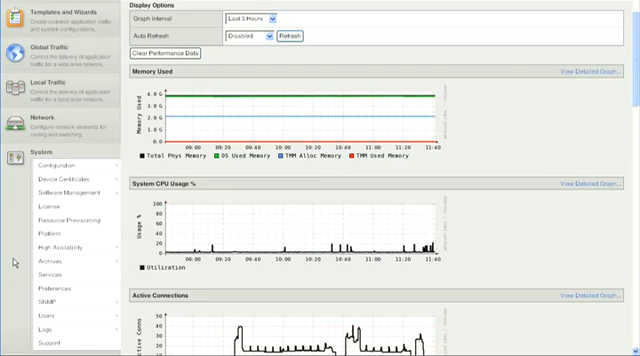 Templates and Wizards
Create common application traffic
and system configurations.
Global Traffic
Control the delivery of application
traffic for a wide area network.
Local Traffic
Control the delivery of application
traffic for a local area network.
Network
Configure network elements for
routing and switching.
System
Configuration
Device Certificates
Software Management
License
Resource Provisioning
Platform
High Availability
Archives
Services
Preferences
SNMP
Users
Logs
Support
Display Options
Graph Interval
Last 3 Hours
Auto Refresh
Disabled
Refresh
Clear Performance Data
Memory Used
View Detailed Graph...
Memory Used
4.0 G
3.0 G
2.0 G
1.0 G
0.0
09:00 09:20 09:40 10:00 10:20 10:40 11:00 11:20 11:40
Total Phys Memory OS Used Memory TMM Alloc Memory TMM Used Memory
System CPU Usage %
View Detailed Graph...
Usage %
100
80
60
40
20
0
09:00 09:20 09:40 10:00 10:20 10:40 11:00 11:20 11:40
Utilization
Active Connections
View Detailed Graph...
50
40
30
20
10